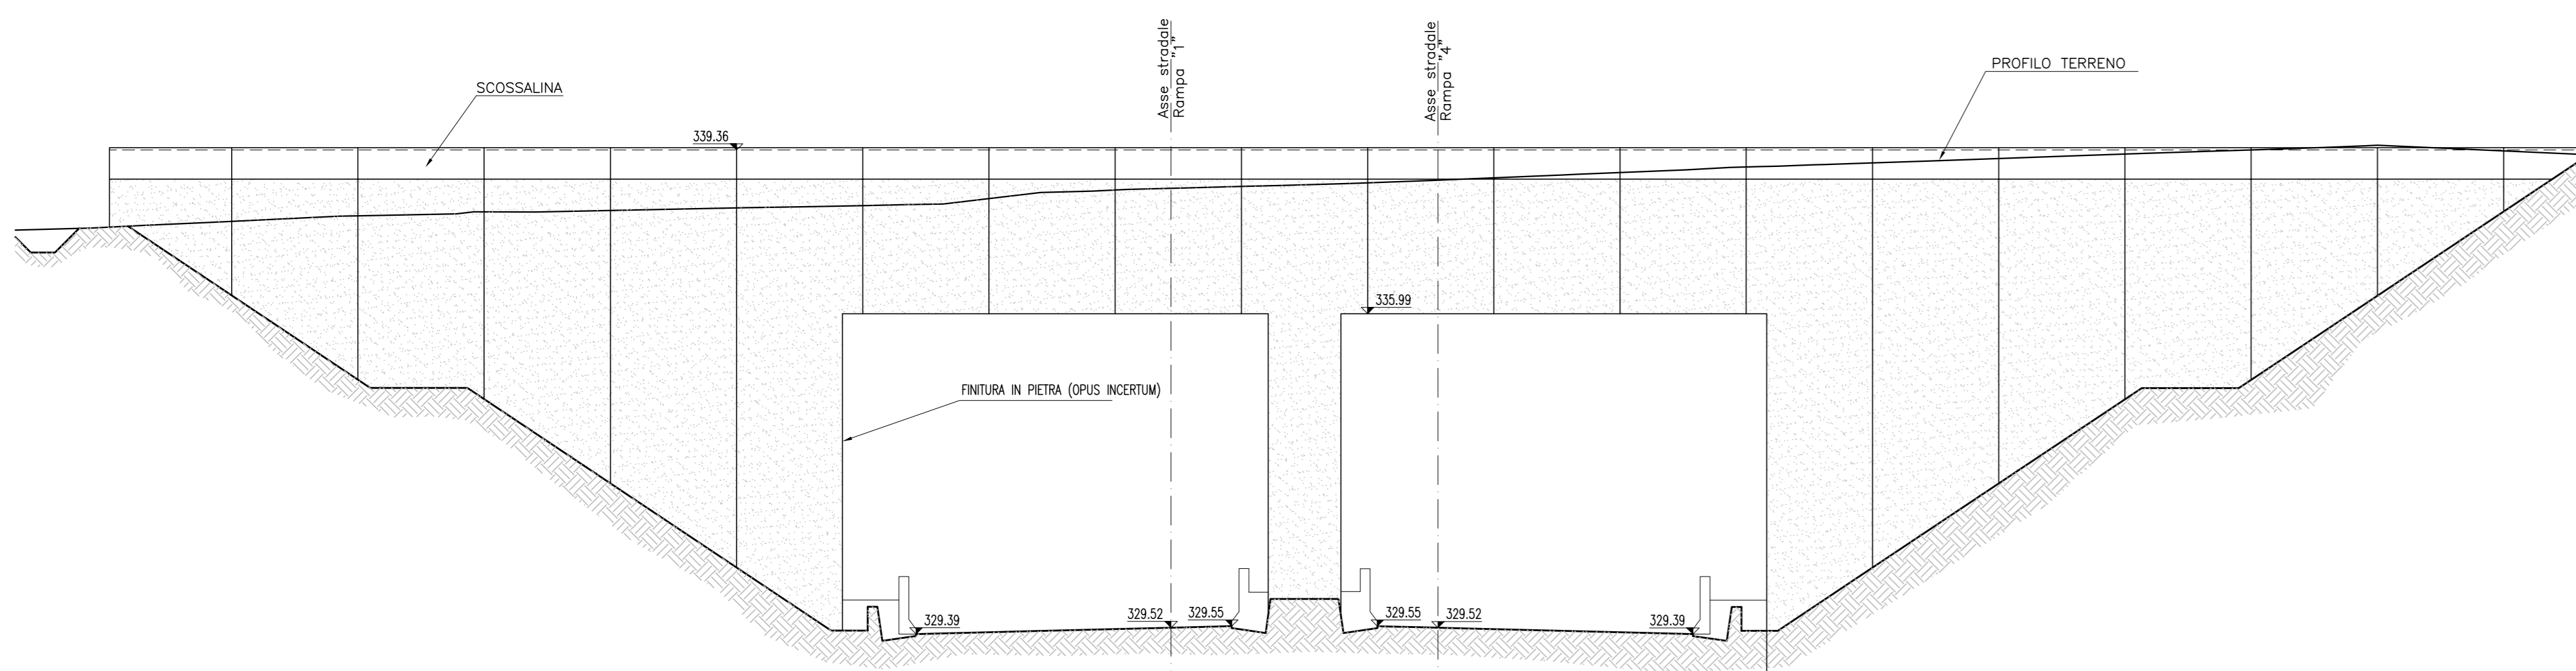 Asse stradale
Rampa "1"
Asse stradale
Rampa "4"
PROFILO TERRENO
SCOSSALINA
339.36
335.99
FINITURA IN PIETRA (OPUS INCERTUM)
329.39
329.52
329.55
329.55
329.52
329.39